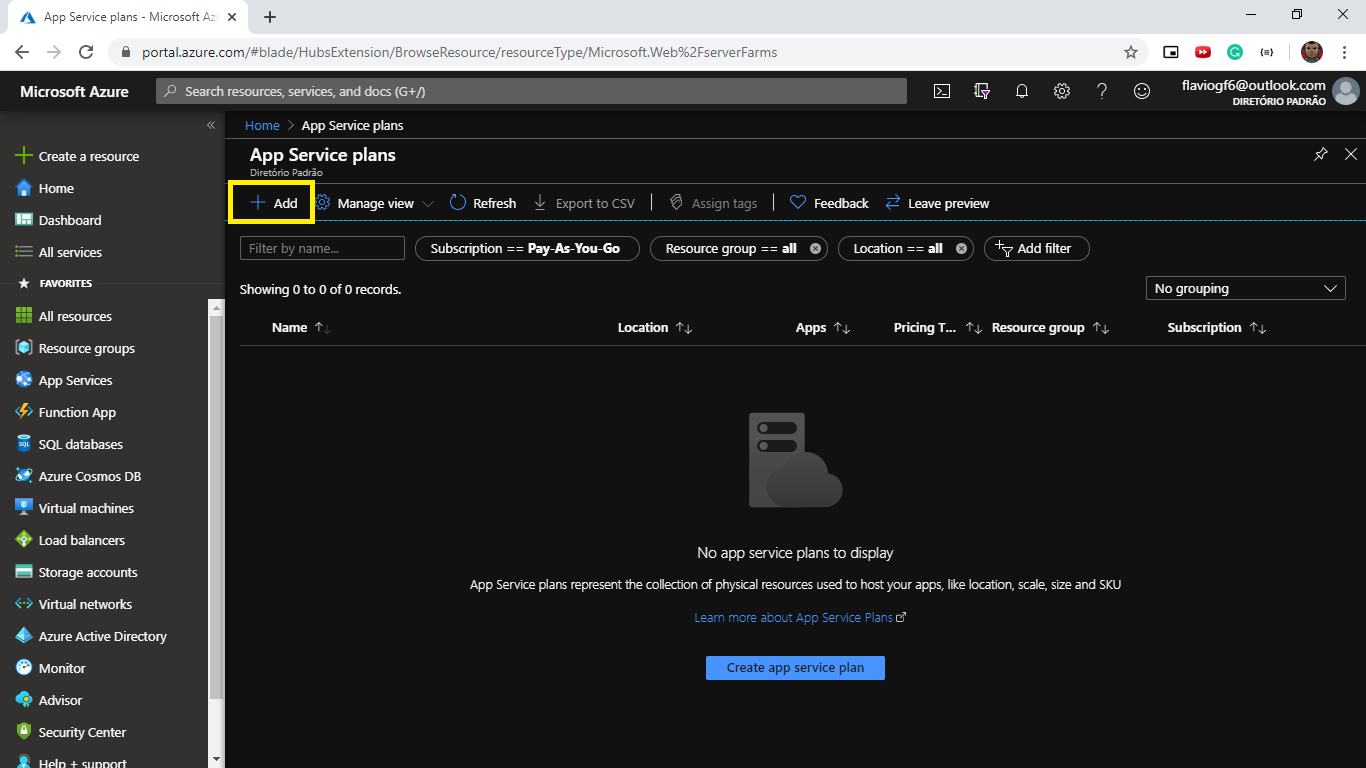 App Service plans - Microsoft Az
portal.azure.com/#blade/HubsExtension/BrowseResource/resourceType/Microsoft.Web%2FserverFarms
Microsoft Azure
Search resources, services, and docs (G+/)
flaviogf6@outlook.com
DIRETÓRIO PADRÃO
Create a resource
Home
Dashboard
All services
FAVORITES
All resources
Resource groups
App Services
Function App
SQL databases
Azure Cosmos DB
Virtual machines
Load balancers
Storage accounts
Virtual networks
Azure Active Directory
Monitor
Advisor
Security Center
Help + support
Home > App Service plans
App Service plans
Diretório Padrão
Add Manage view Refresh Export to CSV Assign tags Feedback Leave preview
Filter by name... Subscription == Pay-As-You-Go Resource group == all Location == all Add filter
Showing 0 to 0 of 0 records. No grouping
Name Location Apps Pricing T... Resource group Subscription
No app service plans to display
App Service plans represent the collection of physical resources used to host your apps, like location, scale, size and SKU
Learn more about App Service Plans
Create app service plan